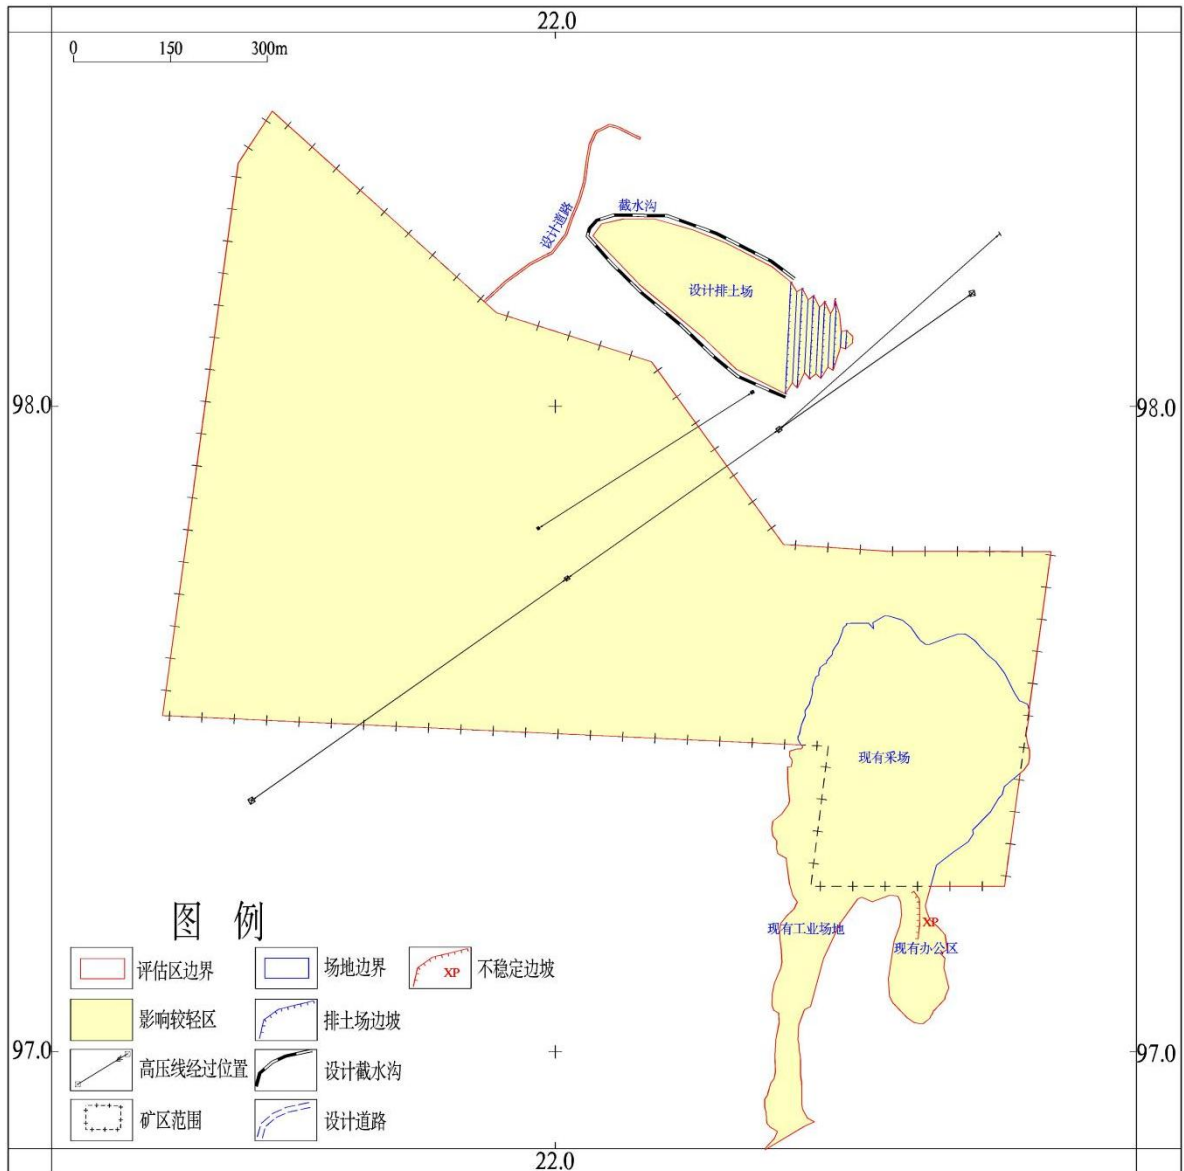 22.0
0 150 300m
设计道路
截水沟
设计排土场
98.0 98.0
现有采场
现有工业场地
XP
现有办公区
图 例
评估区边界 场地边界 XP 不稳定边坡
影响较轻区 排土场边坡
97.0 97.0
高压线经过位置 设计截水沟
矿区范围 设计道路
22.0